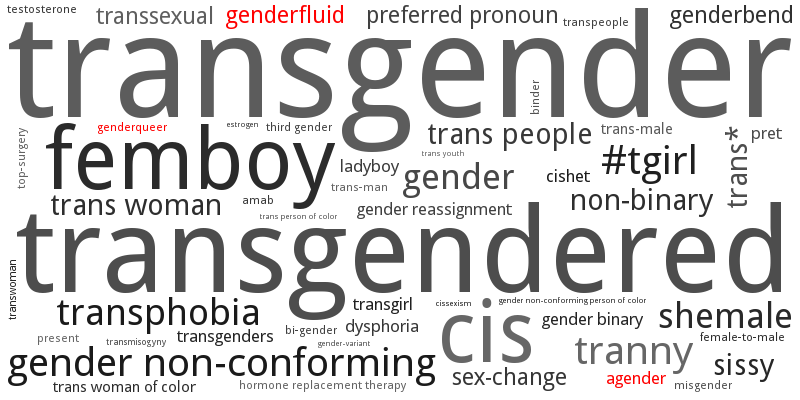 testosterone
transsexual
genderfluid
preferred pronoun
transpeople
genderbend
transgender
binder
genderqueer
estrogen
third gender
trans people
trans-male
trans*
pret
top-surgery
femboy
ladyboy
trans youth
#tgirl
trans-man
gender
cishet
non-binary
trans woman
amab
trans person of color
gender reassignment
transgendered
transwoman
transphobia
transgirl
cissexism
gender non-conforming person of color
cis
gender binary
shemale
bi-gender
dysphoria
present
transmisogyny
transgenders
gender-variant
female-to-male
tranny
gender non-conforming
sissy
sex-change
agender
misgender
trans woman of color
hormone replacement therapy